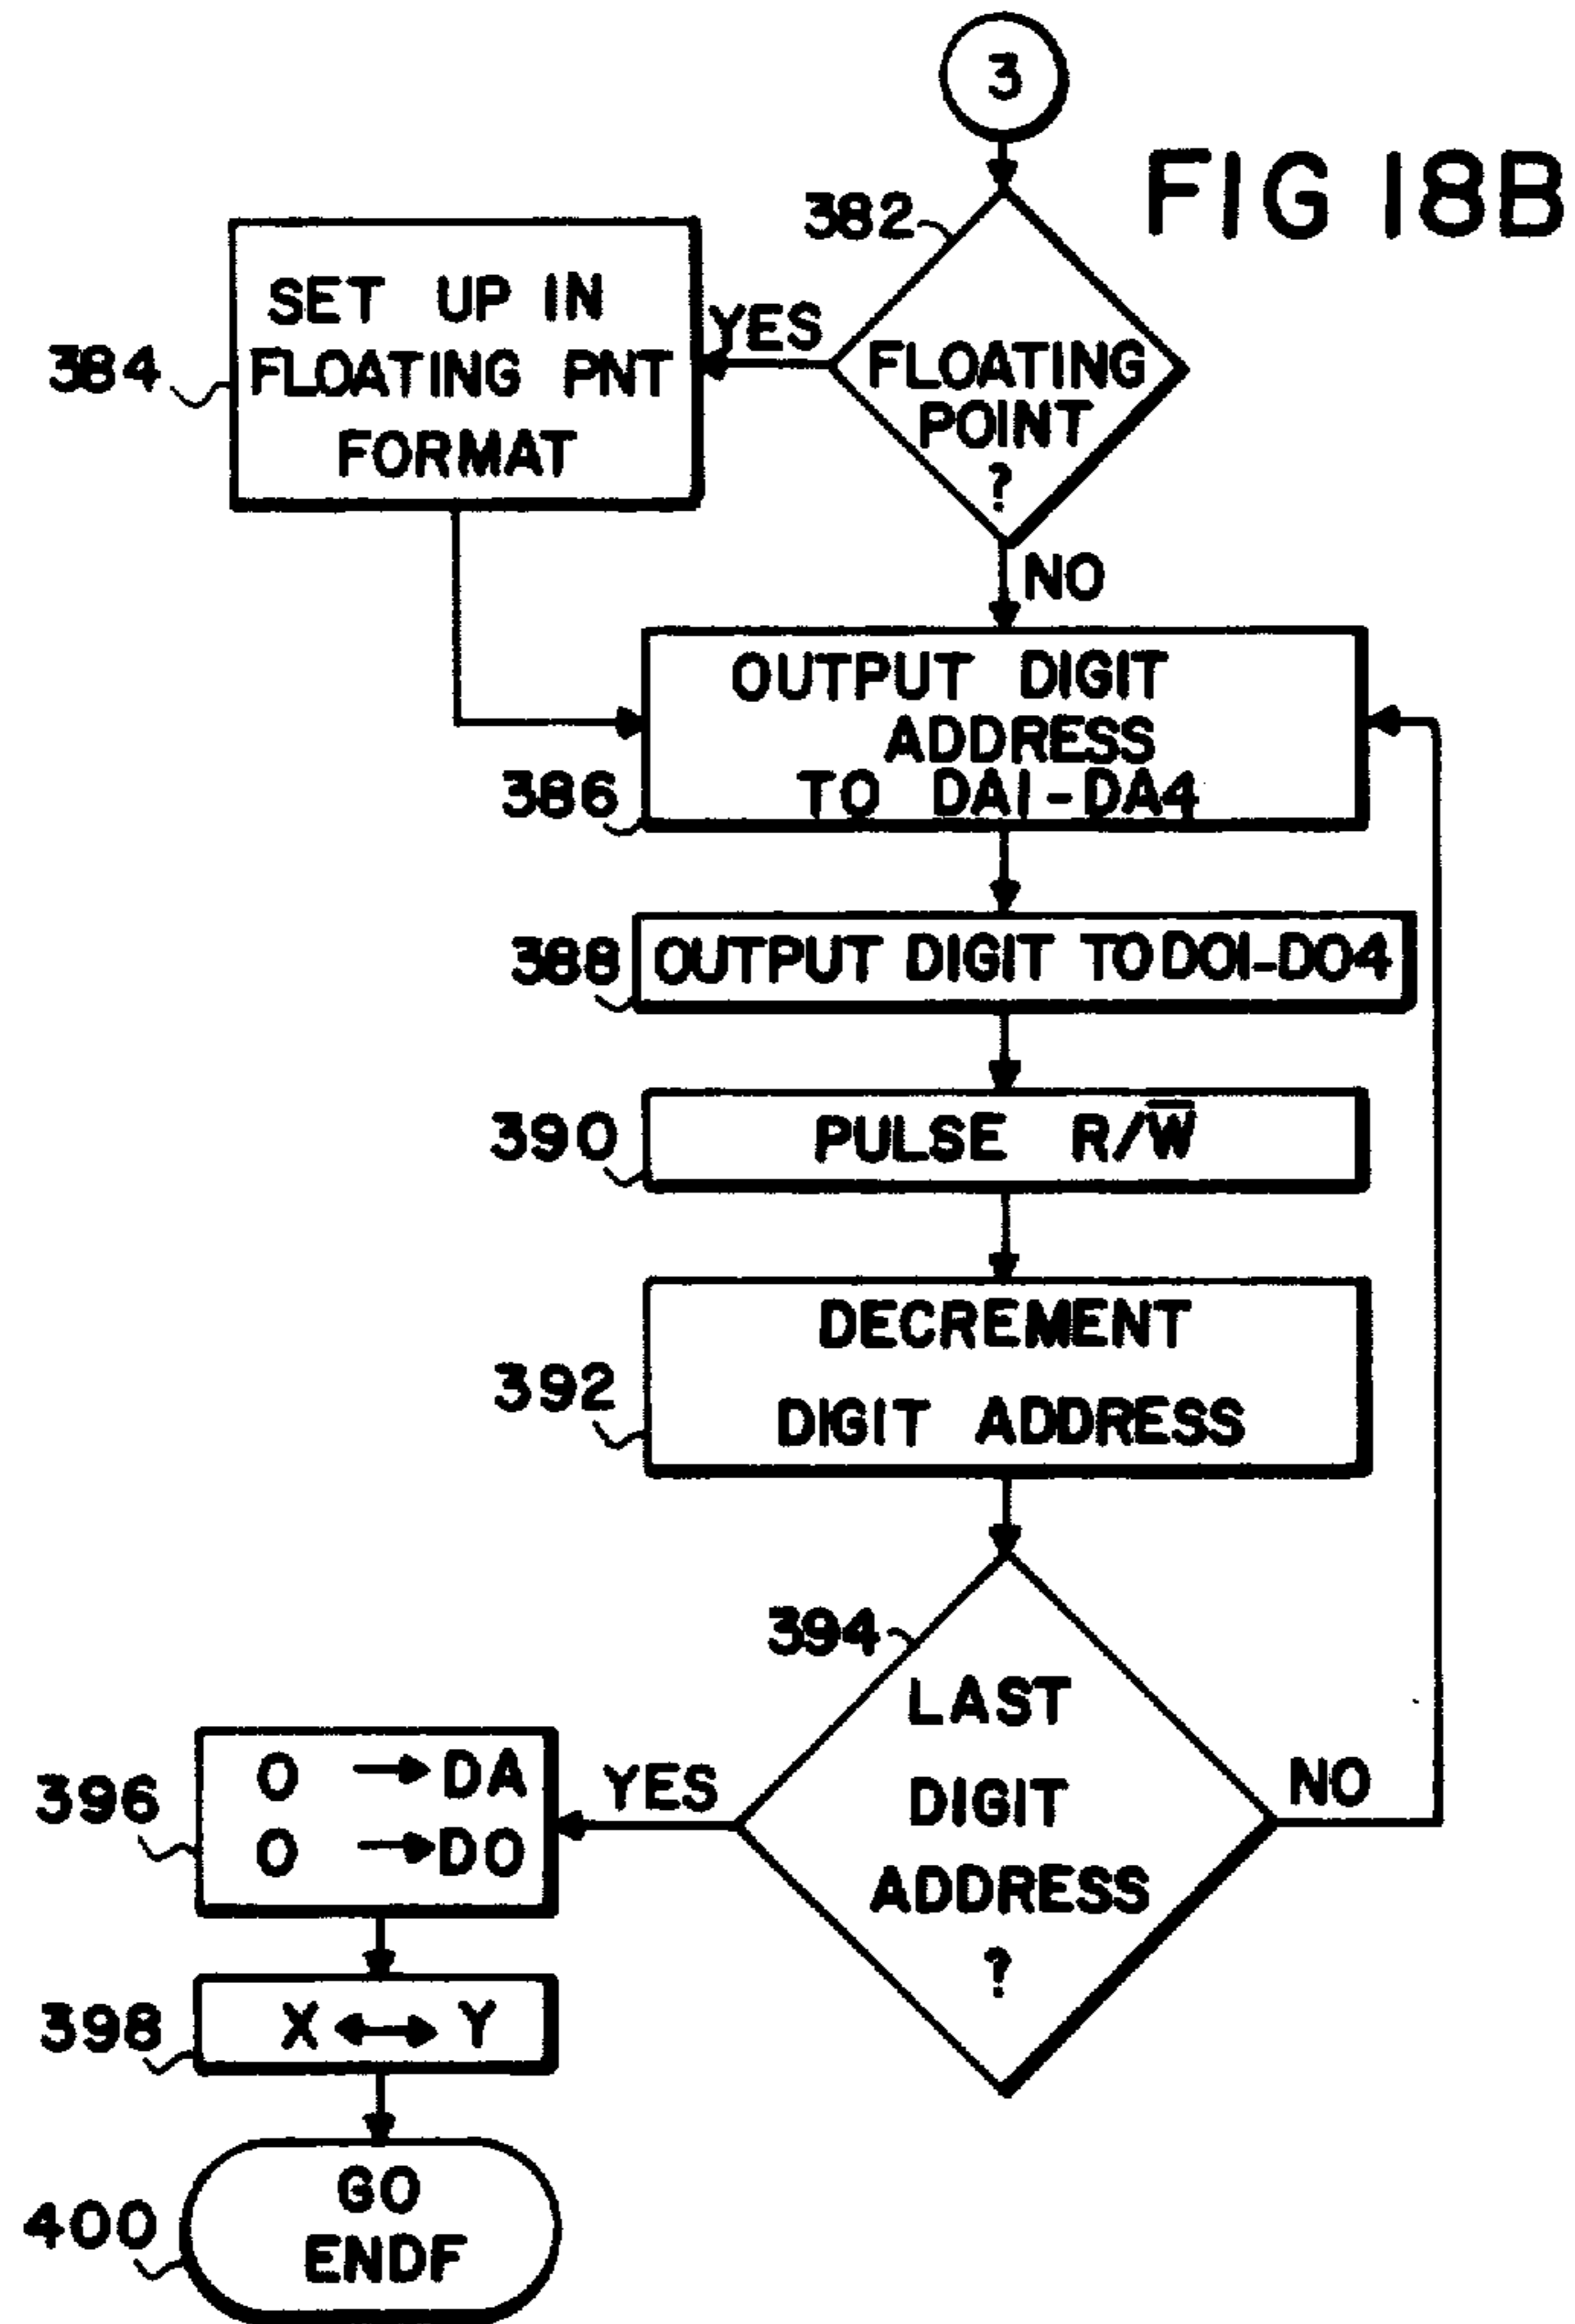 3
FIG 18B
382
FLOATING
POINT
?
YES
384
SET UP IN
FLOATING PNT
FORMAT
NO
386
OUTPUT DIGIT
ADDRESS
TO DA1-DA4
388
OUTPUT DIGIT TO DO1-DO4
390
PULSE R/W̅
392
DECREMENT
DIGIT ADDRESS
394
LAST
DIGIT
ADDRESS
?
NO
YES
396
O → DA
O → DO
398
X ↔ Y
400
GO
ENDF